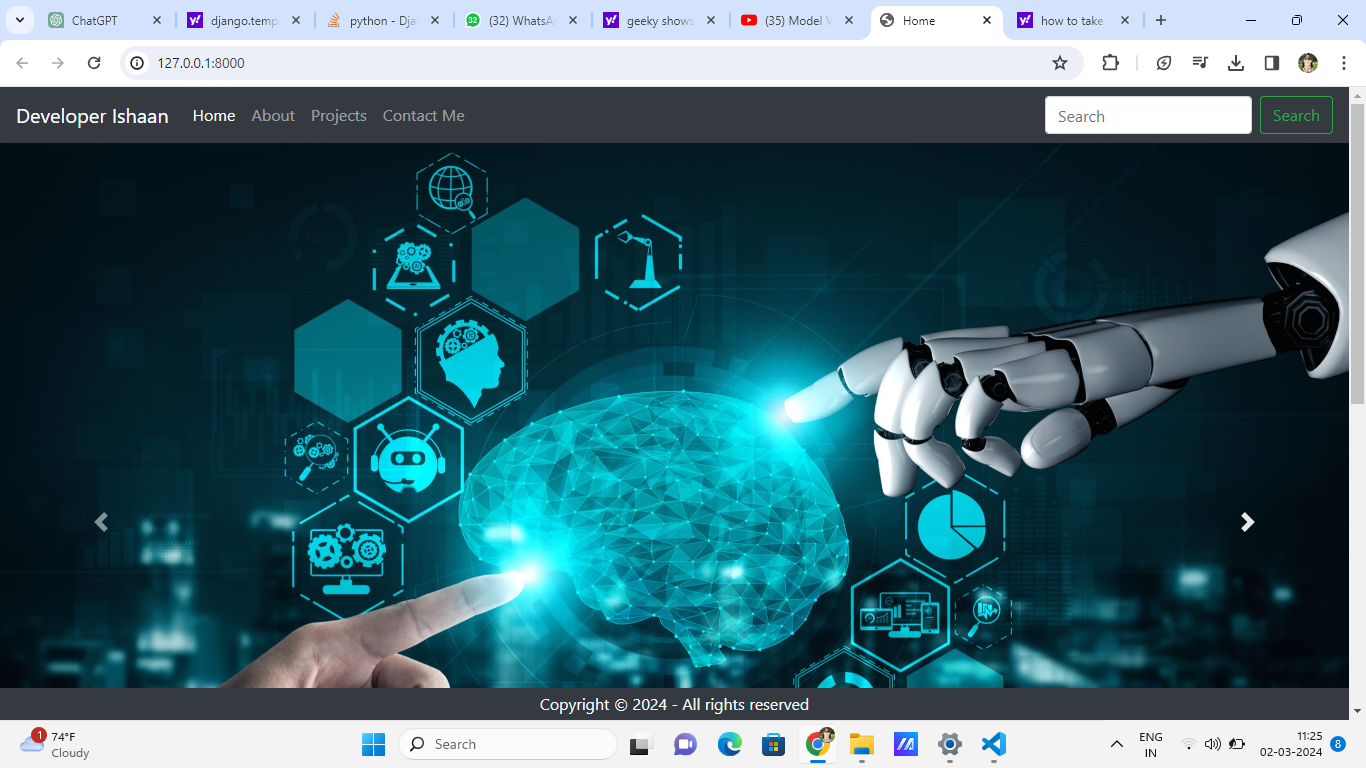 ChatGPT
django.temp
python - Dja
(32) WhatsA
geeky shows
(35) Model V
Home
how to take
127.0.0.1:8000
Developer Ishaan
Home
About
Projects
Contact Me
Search
Search
Copyright © 2024 - All rights reserved
1
74°F
Cloudy
Search
ENG
IN
11:25
02-03-2024
8